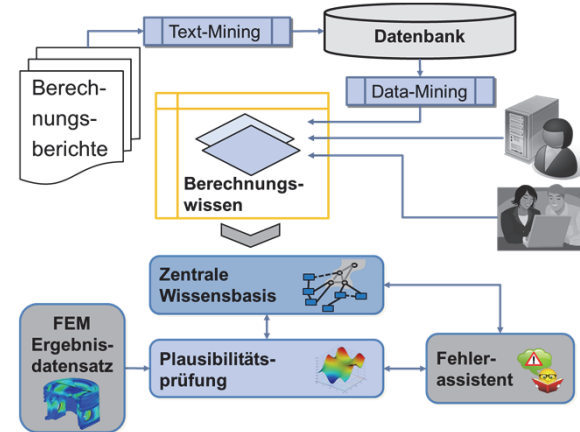 Text-Mining
Datenbank
Berech-
nungs-
berichte
Data-Mining
Berechnungs-
wissen
Zentrale
Wissensbasis
FEM
Ergebnis-
datensatz
Plausibilitäts-
prüfung
Fehler-
assistent